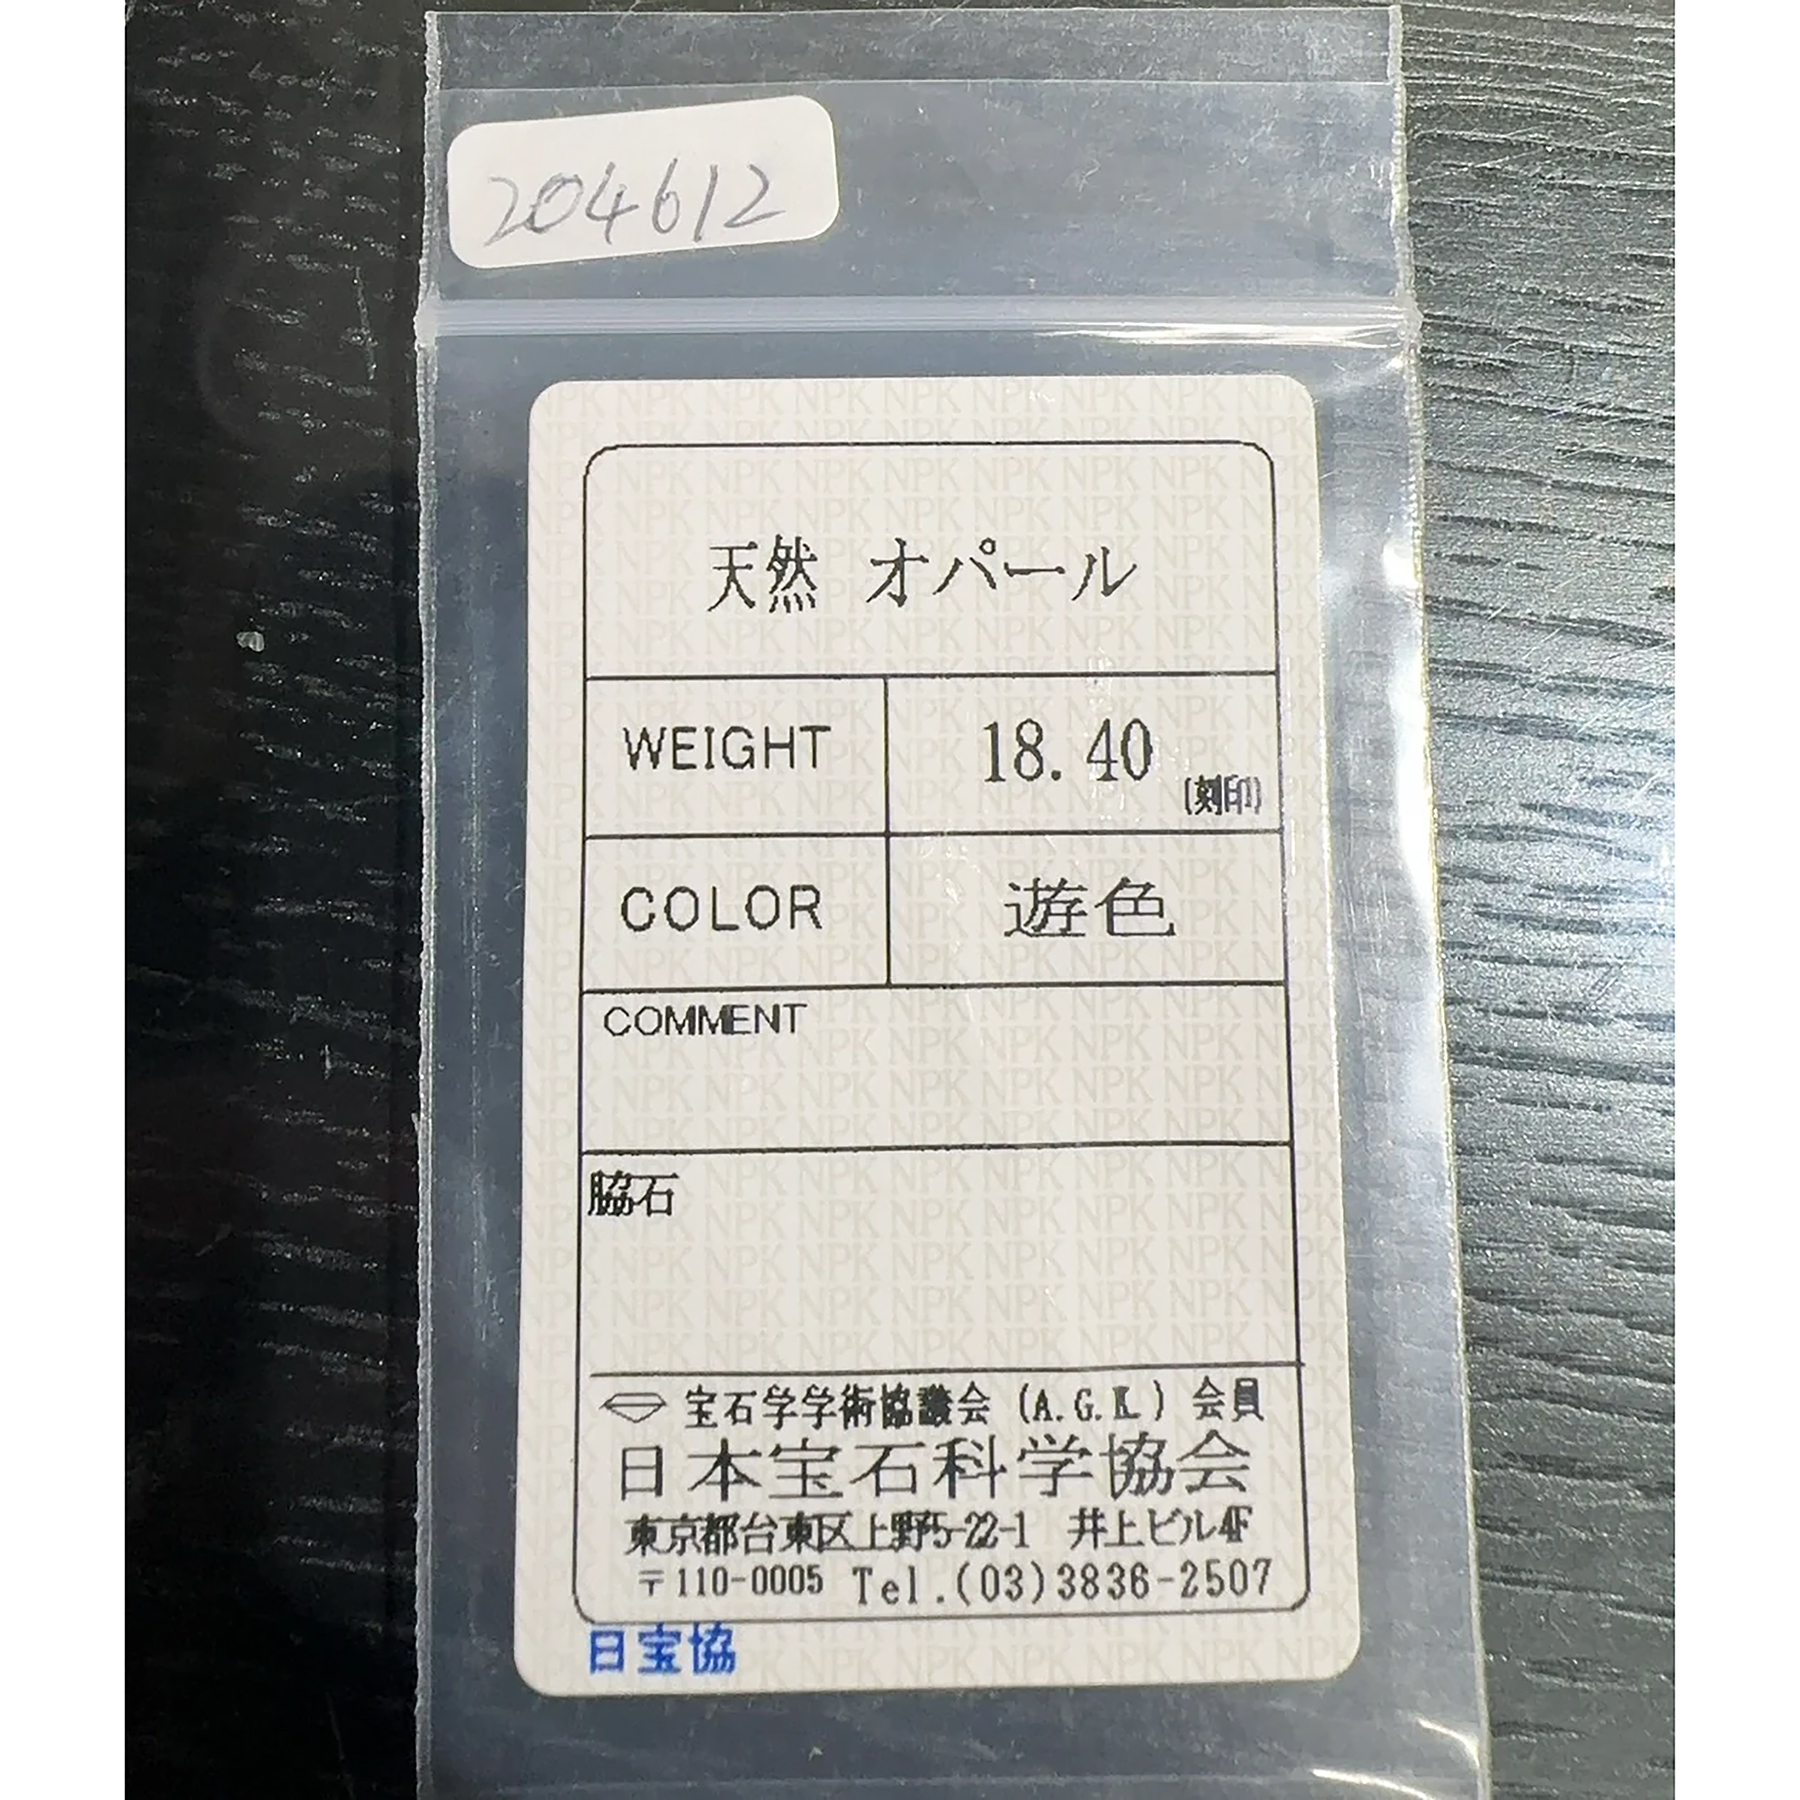 204612
天然 オパール
WEIGHT 18.40 (刻印)
COLOR 遊色
COMMENT
脇石
宝石学学術協議会 (A.G.K.) 会員
日本宝石科学協会
東京都台東区上野5-22-1 井上ビル4F
〒110-0005 Tel.(03)3836-2507
日宝協